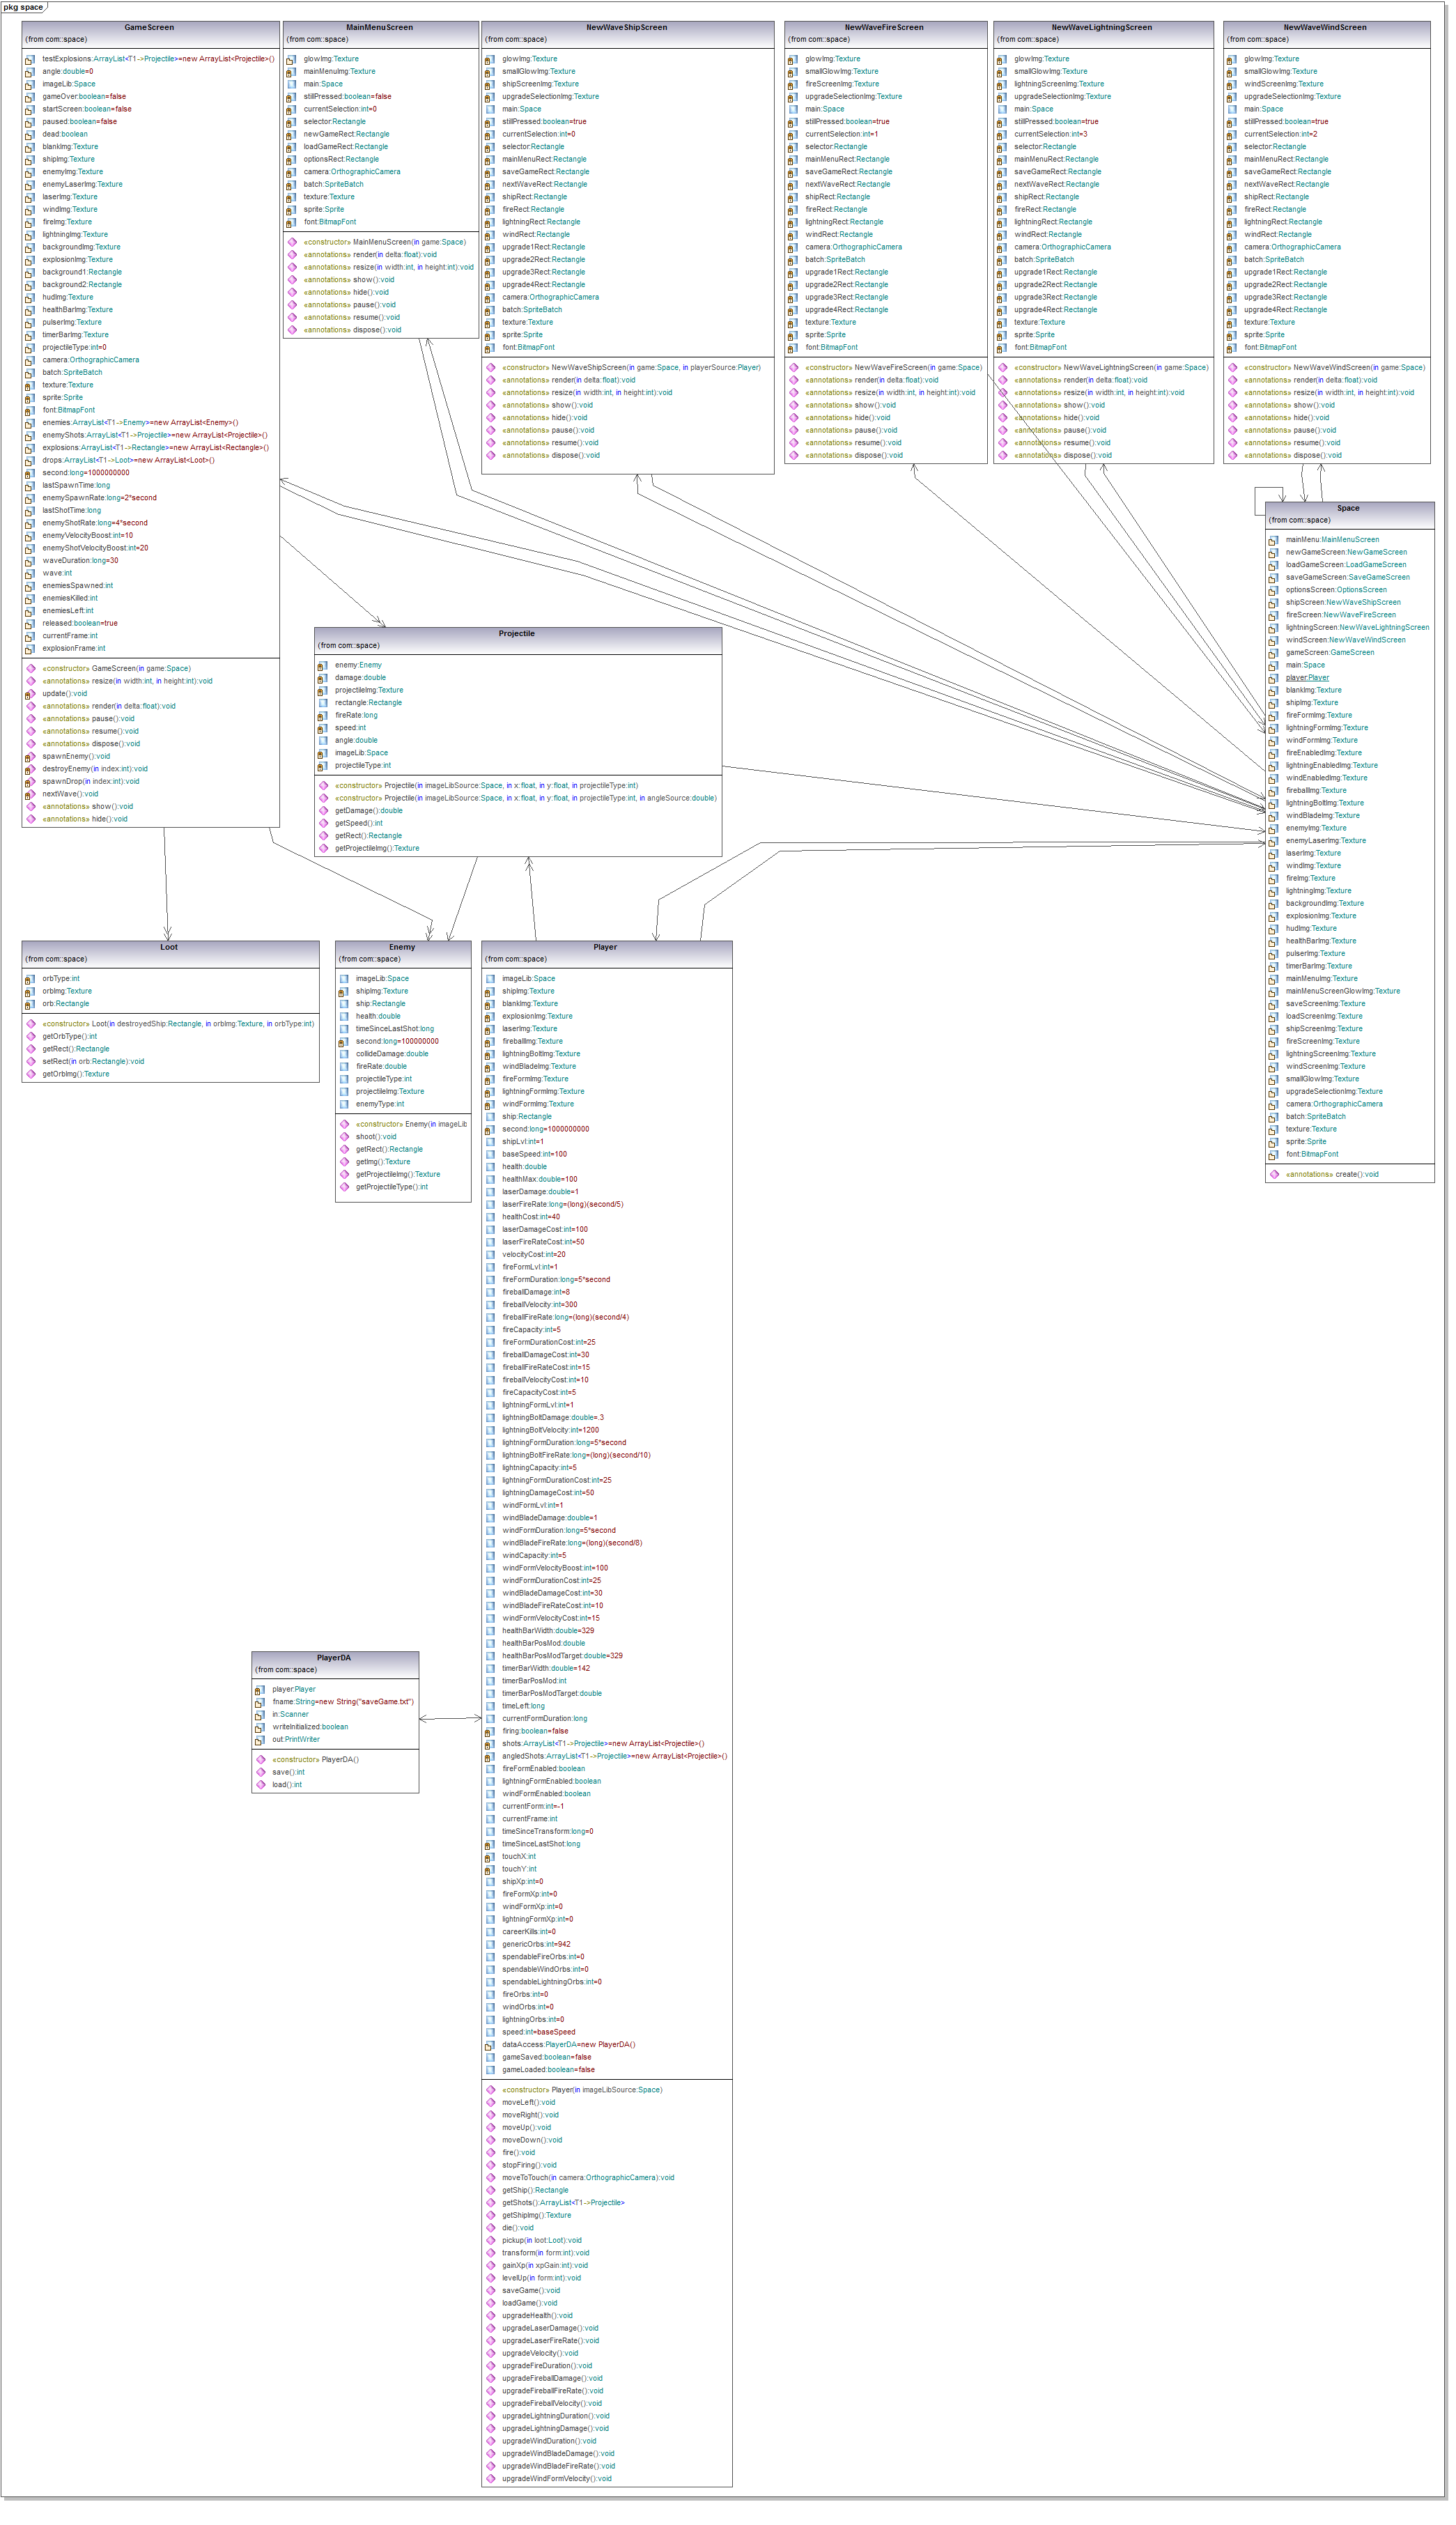 pkg space
GameScreen
(from com::space)
testExplosions:ArrayList<T1->Projectile>=new ArrayList<Projectile>()
angle:double=0
imageLib:Space
gameOver:boolean=false
startScreen:boolean=false
paused:boolean=false
dead:boolean
blankImg:Texture
shipImg:Texture
enemyImg:Texture
enemyLaserImg:Texture
laserImg:Texture
windImg:Texture
fireImg:Texture
lightningImg:Texture
backgroundImg:Texture
explosionImg:Texture
background1:Rectangle
background2:Rectangle
hudImg:Texture
healthBarImg:Texture
pulserImg:Texture
timerBarImg:Texture
projectileType:int=0
camera:OrthographicCamera
batch:SpriteBatch
texture:Texture
sprite:Sprite
font:BitmapFont
enemies:ArrayList<T1->Enemy>=new ArrayList<Enemy>()
enemyShots:ArrayList<T1->Projectile>=new ArrayList<Projectile>()
explosions:ArrayList<T1->Rectangle>=new ArrayList<Rectangle>()
drops:ArrayList<T1->Loot>=new ArrayList<Loot>()
second:long=1000000000
lastSpawnTime:long
enemySpawnRate:long=2*second
lastShotTime:long
enemyShotRate:long=4*second
enemyVelocityBoost:int=10
enemyShotVelocityBoost:int=20
waveDuration:long=30
wave:int
enemiesSpawned:int
enemiesKilled:int
enemiesLeft:int
released:boolean=true
currentFrame:int
explosionFrame:int
«constructor» GameScreen(in game:Space)
«annotations» resize(in width:int, in height:int):void
update():void
«annotations» render(in delta:float):void
«annotations» pause():void
«annotations» resume():void
«annotations» dispose():void
spawnEnemy():void
destroyEnemy(in index:int):void
spawnDrop(in index:int):void
nextWave():void
«annotations» show():void
«annotations» hide():void
MainMenuScreen
(from com::space)
glowImg:Texture
mainMenuImg:Texture
main:Space
stillPressed:boolean=false
currentSelection:int=0
selector:Rectangle
newGameRect:Rectangle
loadGameRect:Rectangle
optionsRect:Rectangle
camera:OrthographicCamera
batch:SpriteBatch
texture:Texture
sprite:Sprite
font:BitmapFont
«constructor» MainMenuScreen(in game:Space)
«annotations» render(in delta:float):void
«annotations» resize(in width:int, in height:int):void
«annotations» show():void
«annotations» hide():void
«annotations» pause():void
«annotations» resume():void
«annotations» dispose():void
NewWaveShipScreen
(from com::space)
glowImg:Texture
smallGlowImg:Texture
shipScreenImg:Texture
upgradeSelectionImg:Texture
main:Space
stillPressed:boolean=true
currentSelection:int=0
selector:Rectangle
mainMenuRect:Rectangle
saveGameRect:Rectangle
nextWaveRect:Rectangle
shipRect:Rectangle
fireRect:Rectangle
lightningRect:Rectangle
windRect:Rectangle
upgrade1Rect:Rectangle
upgrade2Rect:Rectangle
upgrade3Rect:Rectangle
upgrade4Rect:Rectangle
camera:OrthographicCamera
batch:SpriteBatch
texture:Texture
sprite:Sprite
font:BitmapFont
«constructor» NewWaveShipScreen(in game:Space, in playerSource:Player)
«annotations» render(in delta:float):void
«annotations» resize(in width:int, in height:int):void
«annotations» show():void
«annotations» hide():void
«annotations» pause():void
«annotations» resume():void
«annotations» dispose():void
NewWaveFireScreen
(from com::space)
glowImg:Texture
smallGlowImg:Texture
fireScreenImg:Texture
upgradeSelectionImg:Texture
main:Space
stillPressed:boolean=true
currentSelection:int=1
selector:Rectangle
mainMenuRect:Rectangle
saveGameRect:Rectangle
nextWaveRect:Rectangle
shipRect:Rectangle
fireRect:Rectangle
lightningRect:Rectangle
windRect:Rectangle
camera:OrthographicCamera
batch:SpriteBatch
upgrade1Rect:Rectangle
upgrade2Rect:Rectangle
upgrade3Rect:Rectangle
upgrade4Rect:Rectangle
texture:Texture
sprite:Sprite
font:BitmapFont
«constructor» NewWaveFireScreen(in game:Space)
«annotations» render(in delta:float):void
«annotations» resize(in width:int, in height:int):void
«annotations» show():void
«annotations» hide():void
«annotations» pause():void
«annotations» resume():void
«annotations» dispose():void
NewWaveLightningScreen
(from com::space)
glowImg:Texture
smallGlowImg:Texture
lightningScreenImg:Texture
upgradeSelectionImg:Texture
main:Space
stillPressed:boolean=true
currentSelection:int=3
selector:Rectangle
mainMenuRect:Rectangle
saveGameRect:Rectangle
nextWaveRect:Rectangle
shipRect:Rectangle
fireRect:Rectangle
lightningRect:Rectangle
windRect:Rectangle
camera:OrthographicCamera
batch:SpriteBatch
upgrade1Rect:Rectangle
upgrade2Rect:Rectangle
upgrade3Rect:Rectangle
upgrade4Rect:Rectangle
texture:Texture
sprite:Sprite
font:BitmapFont
«constructor» NewWaveLightningScreen(in game:Space)
«annotations» render(in delta:float):void
«annotations» resize(in width:int, in height:int):void
«annotations» show():void
«annotations» hide():void
«annotations» pause():void
«annotations» resume():void
«annotations» dispose():void
NewWaveWindScreen
(from com::space)
glowImg:Texture
smallGlowImg:Texture
windScreenImg:Texture
upgradeSelectionImg:Texture
main:Space
stillPressed:boolean=true
currentSelection:int=2
selector:Rectangle
mainMenuRect:Rectangle
saveGameRect:Rectangle
nextWaveRect:Rectangle
shipRect:Rectangle
fireRect:Rectangle
lightningRect:Rectangle
windRect:Rectangle
camera:OrthographicCamera
batch:SpriteBatch
upgrade1Rect:Rectangle
upgrade2Rect:Rectangle
upgrade3Rect:Rectangle
upgrade4Rect:Rectangle
texture:Texture
sprite:Sprite
font:BitmapFont
«constructor» NewWaveWindScreen(in game:Space)
«annotations» render(in delta:float):void
«annotations» resize(in width:int, in height:int):void
«annotations» show():void
«annotations» hide():void
«annotations» pause():void
«annotations» resume():void
«annotations» dispose():void
Space
(from com::space)
mainMenu:MainMenuScreen
newGameScreen:NewGameScreen
loadGameScreen:LoadGameScreen
saveGameScreen:SaveGameScreen
optionsScreen:OptionsScreen
shipScreen:NewWaveShipScreen
fireScreen:NewWaveFireScreen
lightningScreen:NewWaveLightningScreen
windScreen:NewWaveWindScreen
gameScreen:GameScreen
main:Space
player:Player
blankImg:Texture
shipImg:Texture
fireFormImg:Texture
lightningFormImg:Texture
windFormImg:Texture
fireEnabledImg:Texture
lightningEnabledImg:Texture
windEnabledImg:Texture
fireballImg:Texture
lightningBoltImg:Texture
windBladeImg:Texture
enemyImg:Texture
enemyLaserImg:Texture
laserImg:Texture
windImg:Texture
fireImg:Texture
lightningImg:Texture
backgroundImg:Texture
explosionImg:Texture
hudImg:Texture
healthBarImg:Texture
pulserImg:Texture
timerBarImg:Texture
mainMenuImg:Texture
mainMenuScreenGlowImg:Texture
saveScreenImg:Texture
loadScreenImg:Texture
shipScreenImg:Texture
fireScreenImg:Texture
lightningScreenImg:Texture
windScreenImg:Texture
smallGlowImg:Texture
upgradeSelectionImg:Texture
camera:OrthographicCamera
batch:SpriteBatch
texture:Texture
sprite:Sprite
font:BitmapFont
«annotations» create():void
Projectile
(from com::space)
enemy:Enemy
damage:double
projectileImg:Texture
rectangle:Rectangle
fireRate:long
speed:int
angle:double
imageLib:Space
projectileType:int
«constructor» Projectile(in imageLibSource:Space, in x:float, in y:float, in projectileType:int)
«constructor» Projectile(in imageLibSource:Space, in x:float, in y:float, in projectileType:int, in angleSource:double)
getDamage():double
getSpeed():int
getRect():Rectangle
getProjectileImg():Texture
Loot
(from com::space)
orbType:int
orbImg:Texture
orb:Rectangle
«constructor» Loot(in destroyedShip:Rectangle, in orbImg:Texture, in orbType:int)
getOrbType():int
getRect():Rectangle
setRect(in orb:Rectangle):void
getOrbImg():Texture
Enemy
(from com::space)
imageLib:Space
shipImg:Texture
ship:Rectangle
health:double
timeSinceLastShot:long
second:long=100000000
collideDamage:double
fireRate:double
projectileType:int
projectileImg:Texture
enemyType:int
«constructor» Enemy(in imageLib
shoot():void
getRect():Rectangle
getImg():Texture
getProjectileImg():Texture
getProjectileType():int
Player
(from com::space)
imageLib:Space
shipImg:Texture
blankImg:Texture
explosionImg:Texture
laserImg:Texture
fireballImg:Texture
lightningBoltImg:Texture
windBladeImg:Texture
fireFormImg:Texture
lightningFormImg:Texture
windFormImg:Texture
ship:Rectangle
second:long=1000000000
shipLvl:int=1
baseSpeed:int=100
health:double
healthMax:double=100
laserDamage:double=1
laserFireRate:long=(long)(second/5)
healthCost:int=40
laserDamageCost:int=100
laserFireRateCost:int=50
velocityCost:int=20
fireFormLvl:int=1
fireFormDuration:long=5*second
fireballDamage:int=8
fireballVelocity:int=300
fireballFireRate:long=(long)(second/4)
fireCapacity:int=5
fireFormDurationCost:int=25
fireballDamageCost:int=30
fireballFireRateCost:int=15
fireballVelocityCost:int=10
fireCapacityCost:int=5
lightningFormLvl:int=1
lightningBoltDamage:double=.3
lightningBoltVelocity:int=1200
lightningFormDuration:long=5*second
lightningBoltFireRate:long=(long)(second/10)
lightningCapacity:int=5
lightningFormDurationCost:int=25
lightningDamageCost:int=50
windFormLvl:int=1
windBladeDamage:double=1
windFormDuration:long=5*second
windBladeFireRate:long=(long)(second/8)
windCapacity:int=5
windFormVelocityBoost:int=100
windFormDurationCost:int=25
windBladeDamageCost:int=30
windBladeFireRateCost:int=10
windFormVelocityCost:int=15
healthBarWidth:double=329
healthBarPosMod:double
healthBarPosModTarget:double=329
timerBarWidth:double=142
timerBarPosMod:int
timerBarPosModTarget:double
timeLeft:long
currentFormDuration:long
firing:boolean=false
shots:ArrayList<T1->Projectile>=new ArrayList<Projectile>()
angledShots:ArrayList<T1->Projectile>=new ArrayList<Projectile>()
fireFormEnabled:boolean
lightningFormEnabled:boolean
windFormEnabled:boolean
currentForm:int=-1
currentFrame:int
timeSinceTransform:long=0
timeSinceLastShot:long
touchX:int
touchY:int
shipXp:int=0
fireFormXp:int=0
windFormXp:int=0
lightningFormXp:int=0
careerKills:int=0
genericOrbs:int=942
spendableFireOrbs:int=0
spendableWindOrbs:int=0
spendableLightningOrbs:int=0
fireOrbs:int=0
windOrbs:int=0
lightningOrbs:int=0
speed:int=baseSpeed
dataAccess:PlayerDA=new PlayerDA()
gameSaved:boolean=false
gameLoaded:boolean=false
«constructor» Player(in imageLibSource:Space)
moveLeft():void
moveRight():void
moveUp():void
moveDown():void
fire():void
stopFiring():void
moveToTouch(in camera:OrthographicCamera):void
getShip():Rectangle
getShots():ArrayList<T1->Projectile>
getShipImg():Texture
die():void
pickup(in loot:Loot):void
transform(in form:int):void
gainXp(in xpGain:int):void
levelUp(in form:int):void
saveGame():void
loadGame():void
upgradeHealth():void
upgradeLaserDamage():void
upgradeLaserFireRate():void
upgradeVelocity():void
upgradeFireDuration():void
upgradeFireballDamage():void
upgradeFireballFireRate():void
upgradeFireballVelocity():void
upgradeLightningDuration():void
upgradeLightningDamage():void
upgradeWindDuration():void
upgradeWindBladeDamage():void
upgradeWindBladeFireRate():void
upgradeWindFormVelocity():void
PlayerDA
(from com::space)
player:Player
fname:String=new String("saveGame.txt")
in:Scanner
writeInitialized:boolean
out:PrintWriter
«constructor» PlayerDA()
save():int
load():int